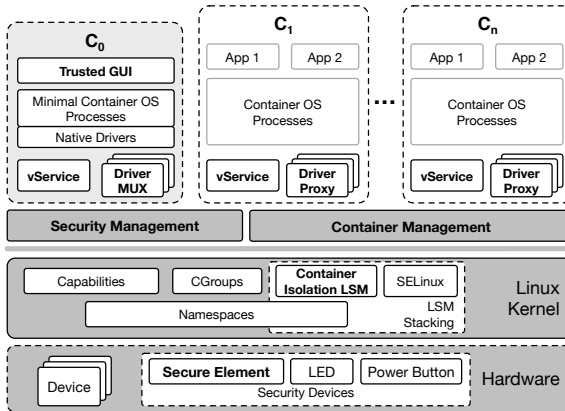 C0
Trusted GUI
Minimal Container OS
Processes
Native Drivers
vService
Driver
MUX
C1
App 1
App 2
Container OS
Processes
vService
Driver
Proxy
...
Cn
App 1
App 2
Container OS
Processes
vService
Driver
Proxy
Security Management
Container Management
Capabilities
CGroups
Container
Isolation LSM
SELinux
Namespaces
LSM
Stacking
Linux
Kernel
Device
Secure Element
LED
Power Button
Security Devices
Hardware